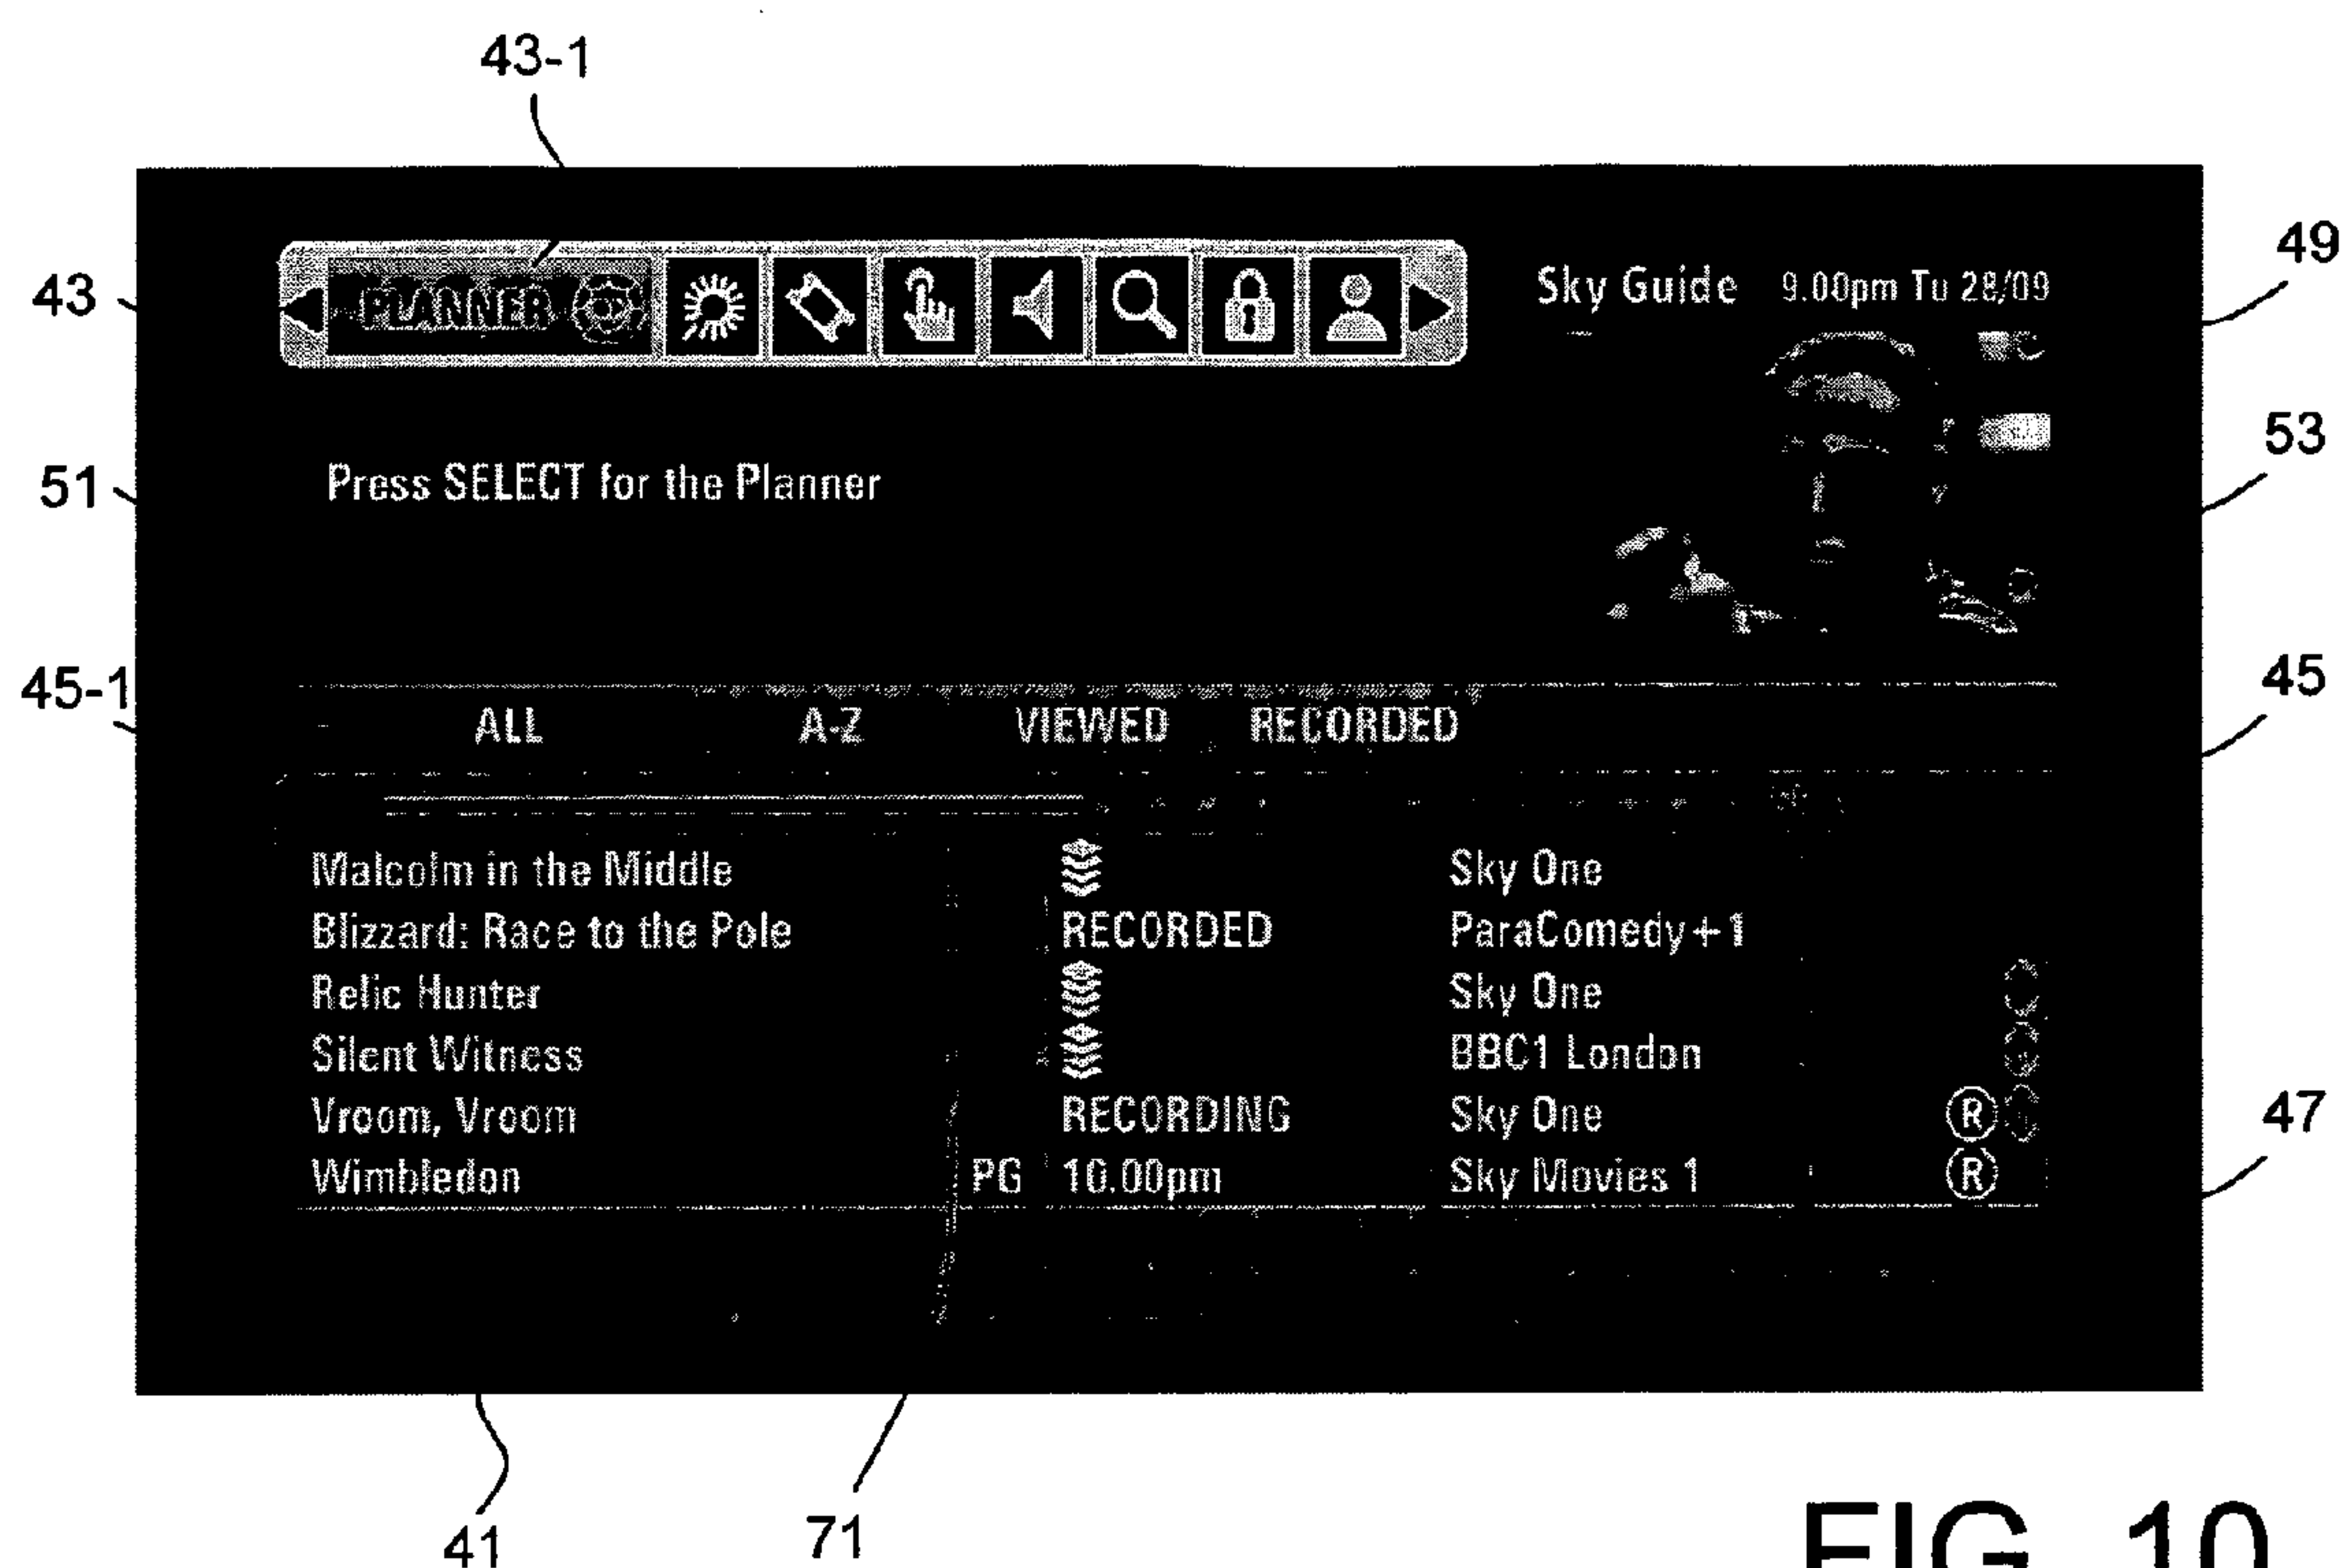 43-1
43
PLANNER
Sky Guide 9.00pm Tu 28/09
49
51
Press SELECT for the Planner
53
45-1
ALL A-Z VIEWED RECORDED
45
Malcolm in the Middle Sky One
Blizzard: Race to the Pole RECORDED ParaComedy+1
Relic Hunter Sky One
Silent Witness BBC1 London
Vroom, Vroom RECORDING Sky One R
Wimbledon PG 10.00pm Sky Movies 1 R
47
41
71
FIG. 10